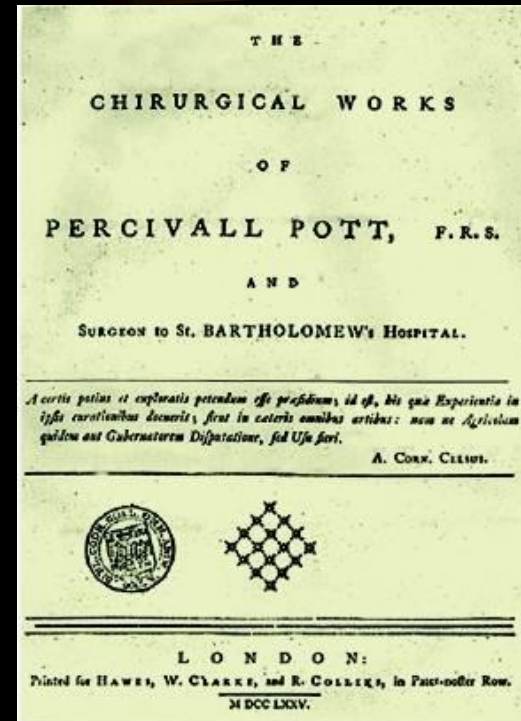 THE
CHIRURGICAL WORKS
OF
PERCIVALL POTT, F.R.S.
AND
SURGEON to St. BARTHOLOMEW's HOSPITAL.
A certis potius et exploratis petendum esse præsidium; id est, his quæ Experientia in
ipsis curationibus docuerit; sicut in cæteris omnibus artibus: nam ne Agricolam
quidem aut Gubernatorem Disputatione, sed Usu fieri.
A. CORN. CELSUS.
LONDON:
Printed for HAWES, W. CLARKE, and R. COLLINS, in Pater-noster Row.
M DCC LXXV.